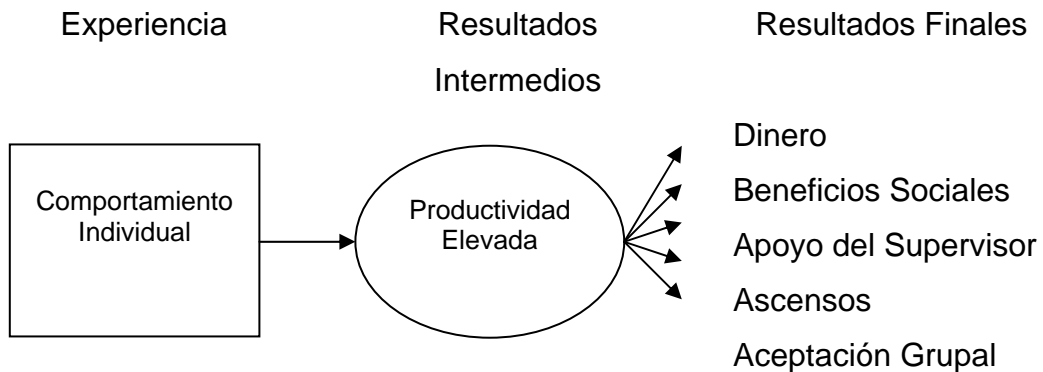 Experiencia
Resultados
Intermedios
Resultados Finales
Comportamiento
Individual
Productividad
Elevada
Dinero
Beneficios Sociales
Apoyo del Supervisor
Ascensos
Aceptación Grupal